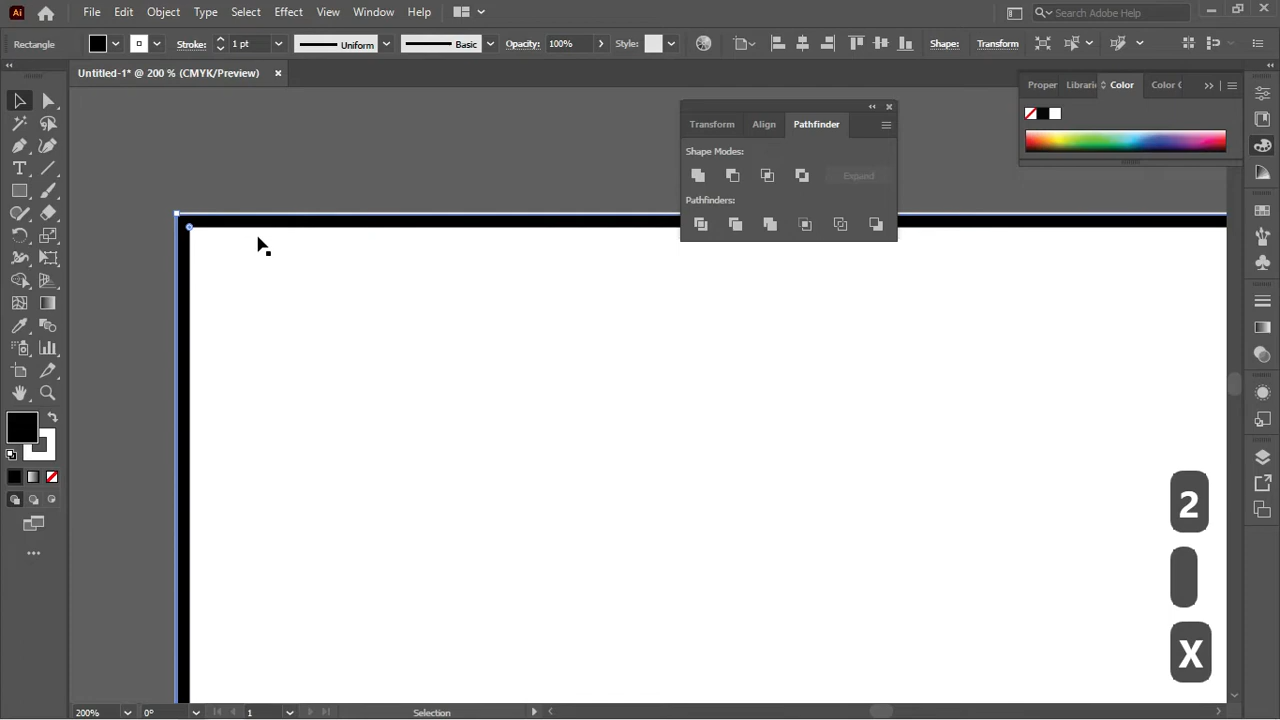 Ai File Edit Object Type Select Effect View Window Help Search Adobe Help
Rectangle Stroke: 1 pt Uniform Basic Opacity: 100% Style: Shape: Transform
Untitled-1* @ 200 % (CMYK/Preview) ×
Proper Librari Color Color
Transform Align Pathfinder
Shape Modes:
Expand
Pathfinders:
2
X
200% 0° 1 Selection